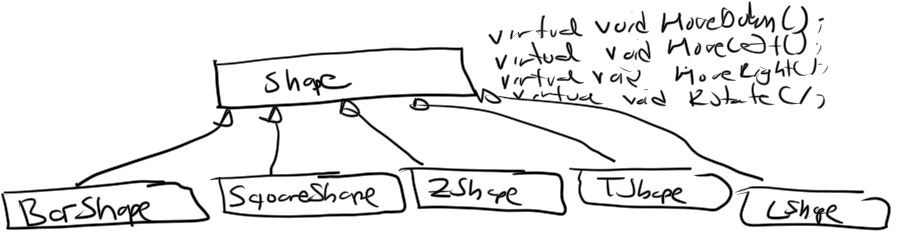 virtual void MoveDown();
virtual void MoveLeft();
virtual void MoveRight();
virtual void Rotate();
Shape
BarShape
SquareShape
ZShape
TShape
LShape